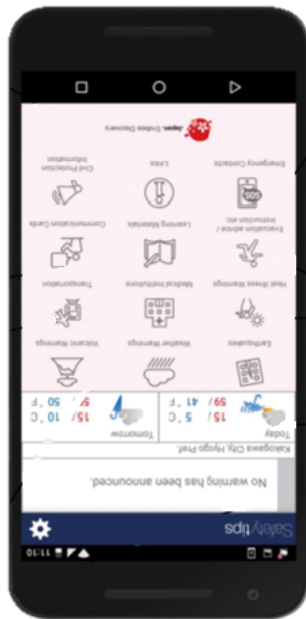 11:10
Safety tips
No warning has been announced.
Kakogawa City, Hyogo Pref.
Today Tomorrow
15/ 5 °C 15/ 10 °C
59/ 41 °F 59/ 50 °F
Earthquakes Weather Warnings Volcanic Warnings
Heat Illness Warnings Medical Institutions Transportation
Evacuation advice / Learning Materials Communication Cards
Instruction etc.
SOS
Emergency Contacts Links Civil Protection
Information
Japan. Endless Discovery.